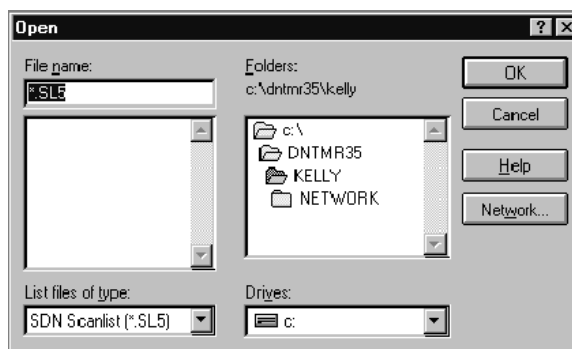 Open
File name:
*.SL5
Folders:
c:\dntmr35\kelly
c:\
DNTMR35
KELLY
NETWORK
OK
Cancel
Help
Network...
List files of type:
SDN Scanlist (*.SL5)
Drives:
c: